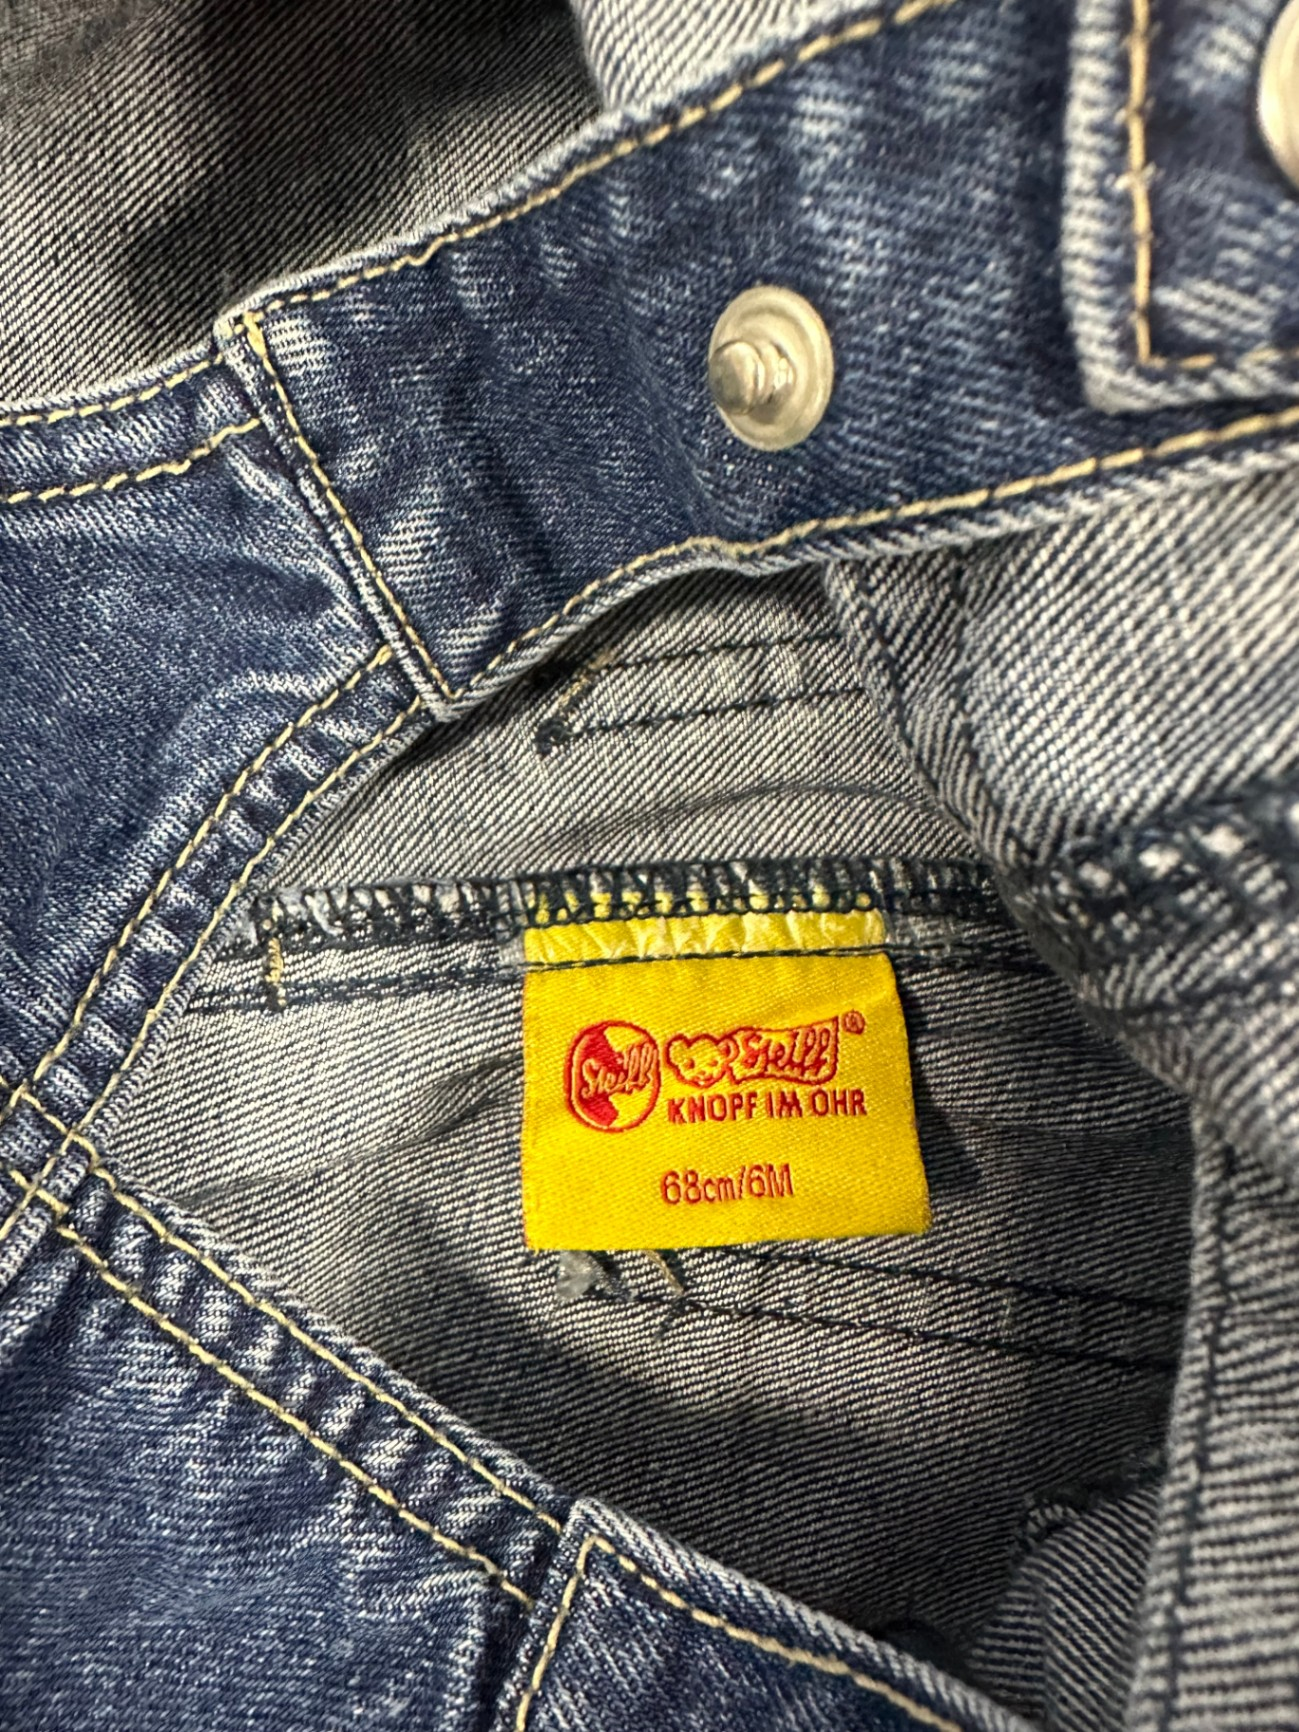 Steiff Steiff®
KNOPF IM OHR
68cm/6M